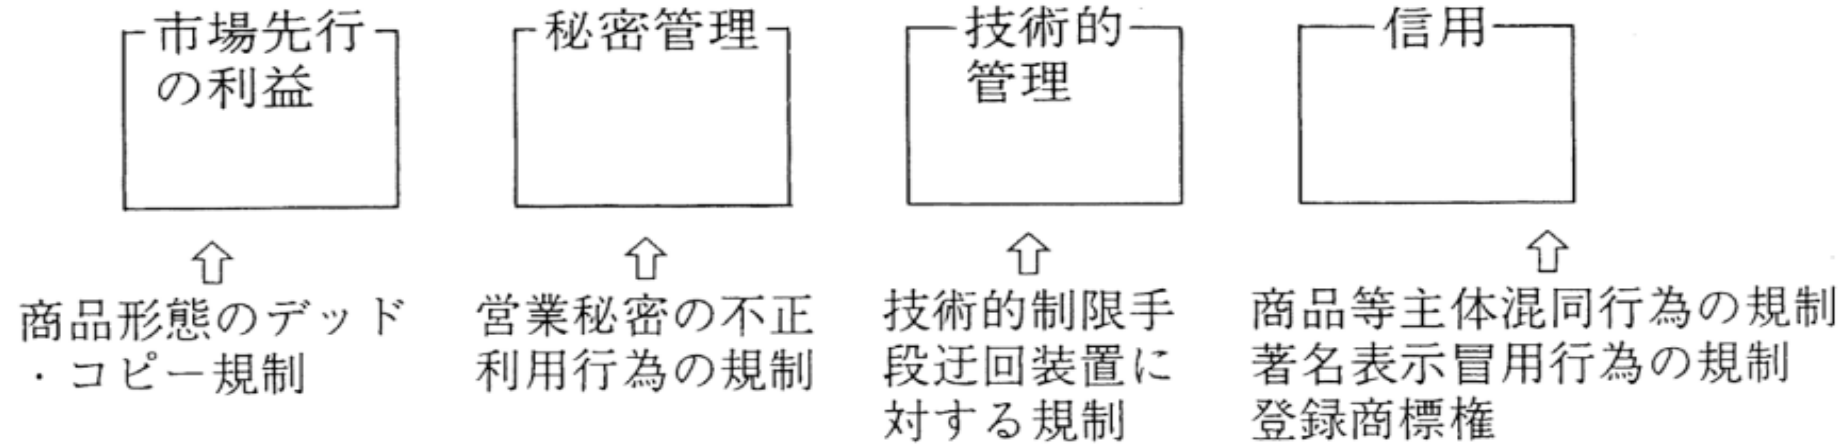 市場先行
の利益
秘密管理
技術的
管理
信用
商品形態のデッド
・コピー規制
営業秘密の不正
利用行為の規制
技術的制限手
段迂回装置に
対する規制
商品等主体混同行為の規制
著名表示冒用行為の規制
登録商標権